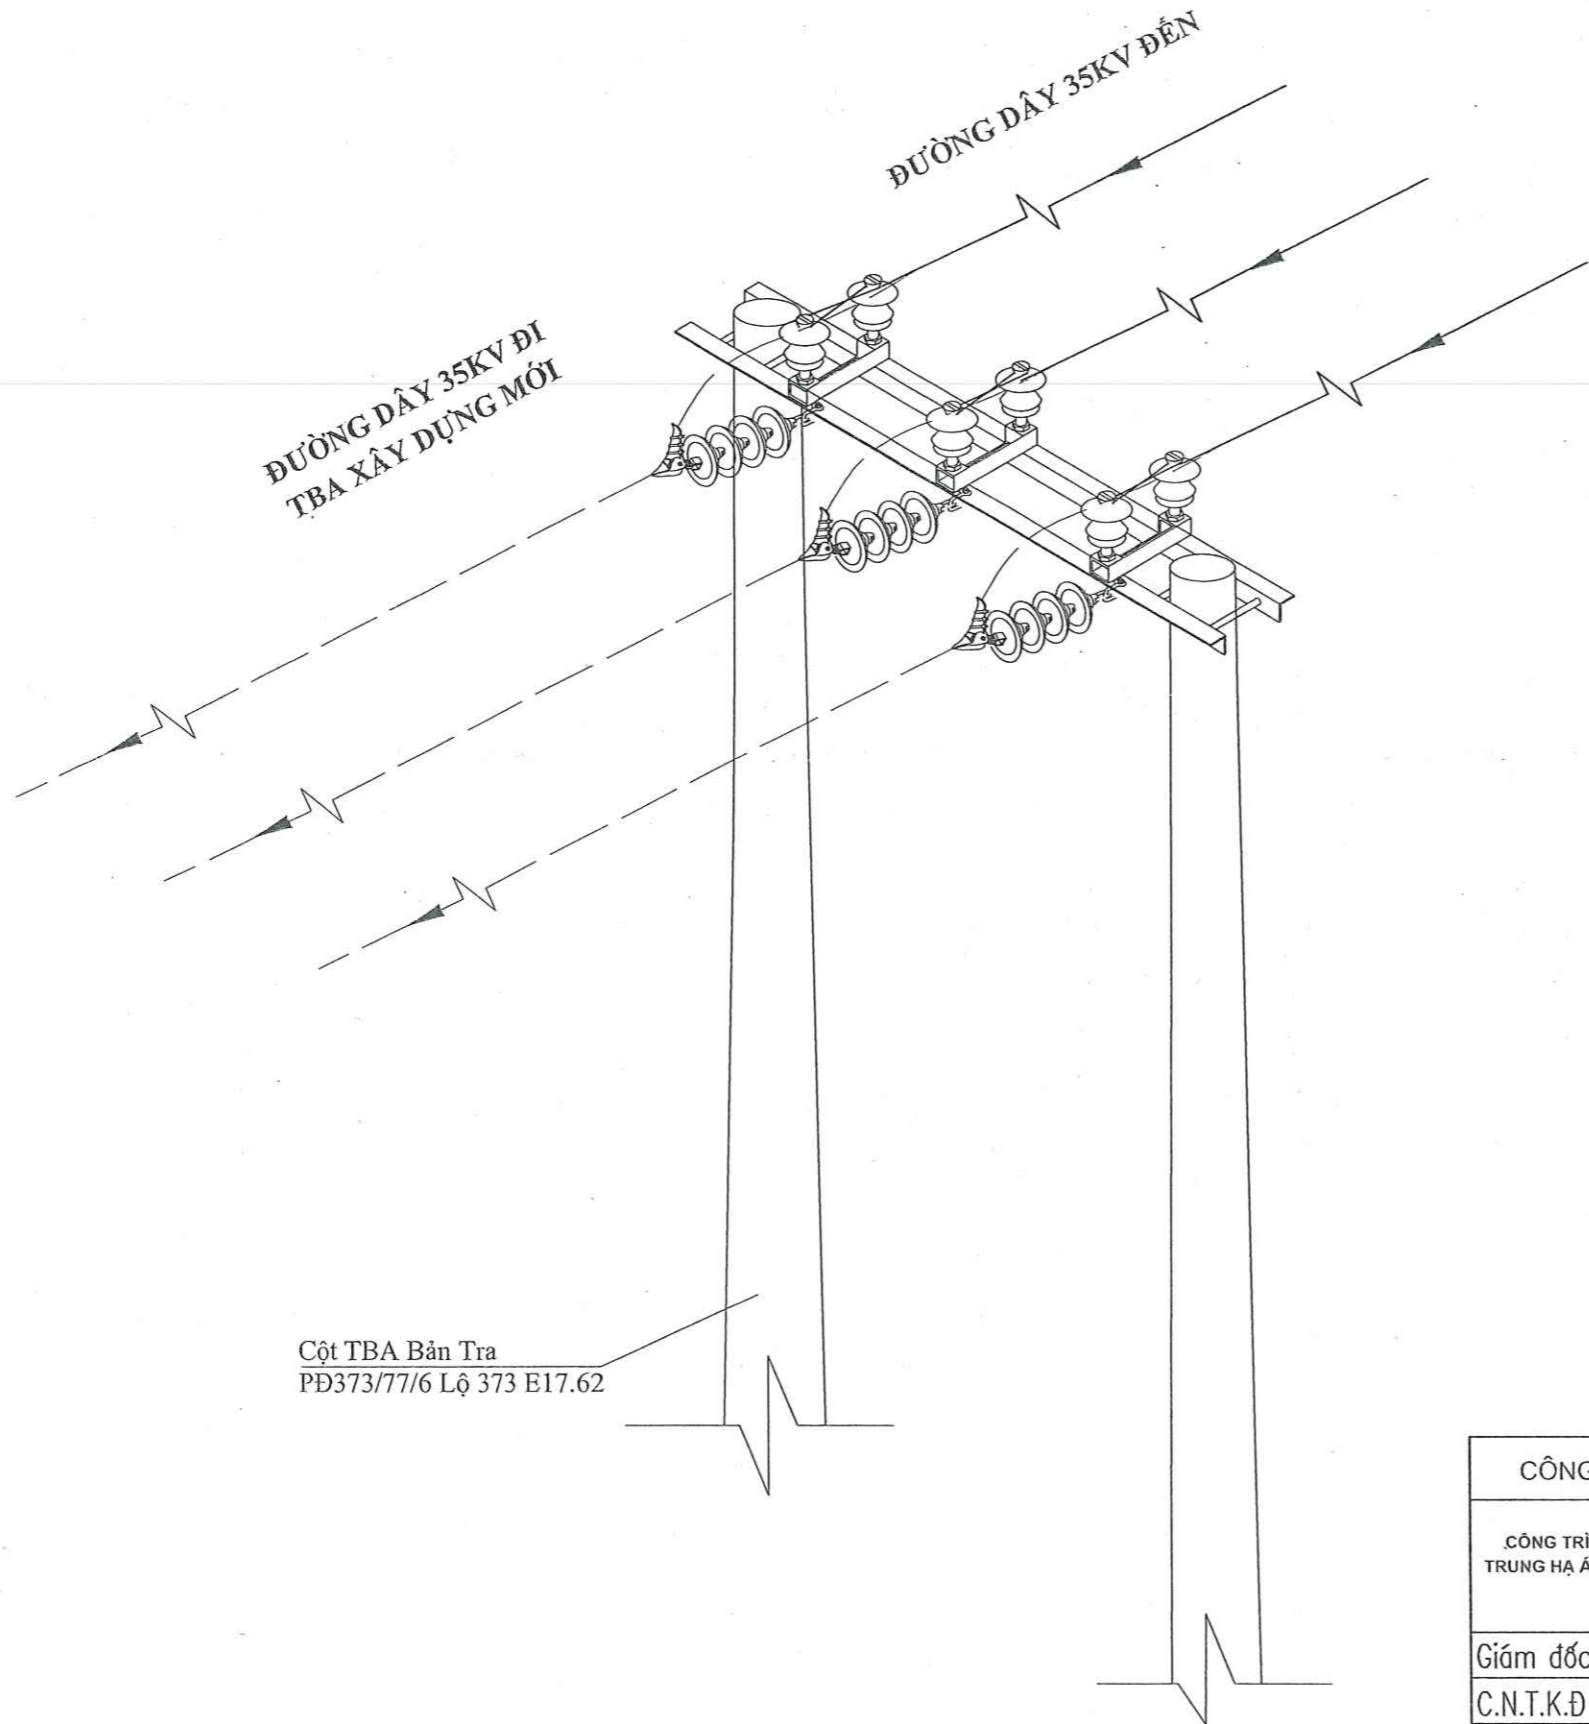 ĐƯỜNG DÂY 35KV ĐẾN
ĐƯỜNG DÂY 35KV ĐI
TBA XÂY DỰNG MỚI
Cột TBA Bản Tra
PĐ373/77/6 Lộ 373 E17.62
CÔNG
CÔNG TRÌ
TRUNG HẠ Á
Giám đốc
C.N.T.K.Đ